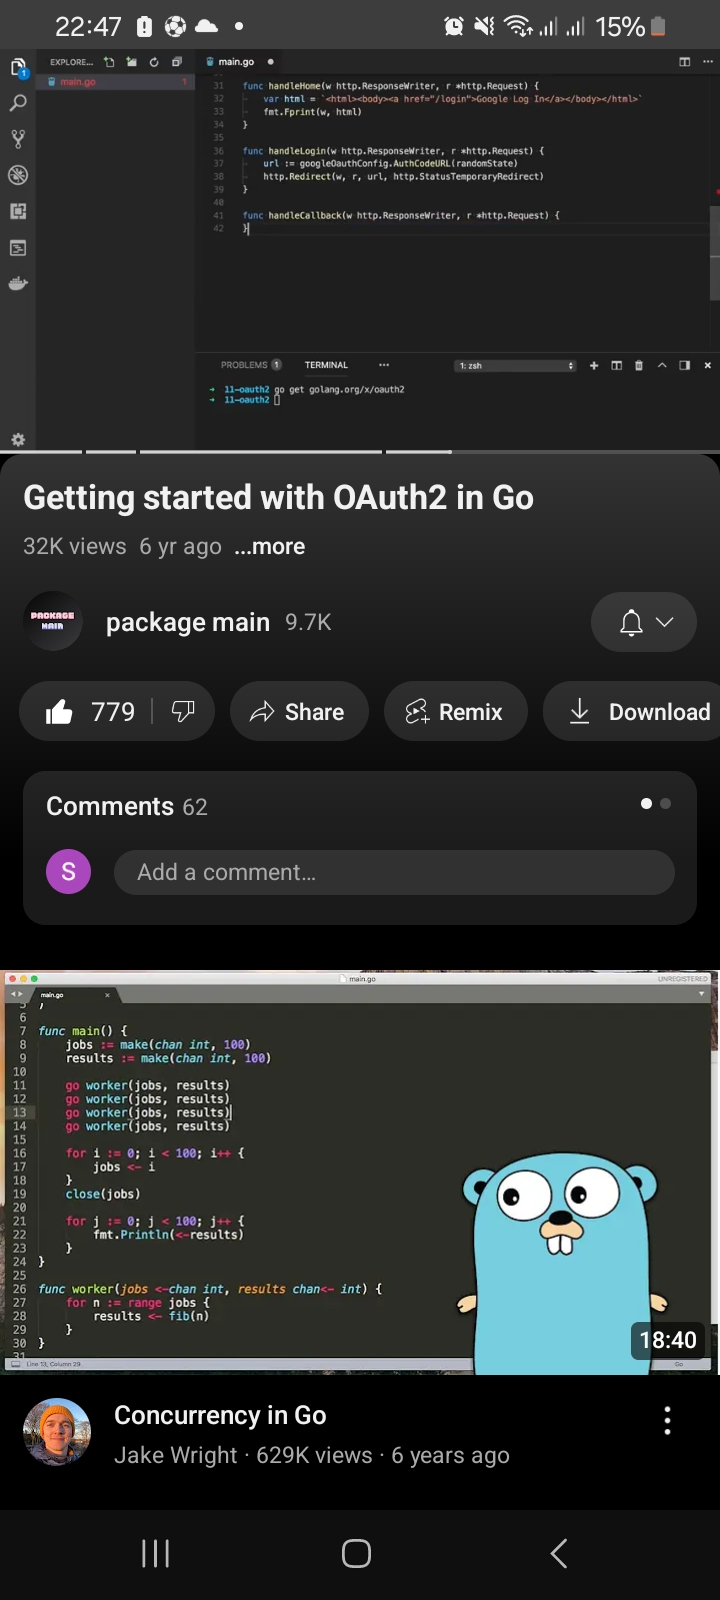 22:47
15%
EXPLORE...
main.go
main.go 1
31 func handleHome(w http.ResponseWriter, r *http.Request) {
32 var html = `<html><body><a href="/login">Google Log In</a></body></html>`
33 fmt.Fprint(w, html)
34 }
35
36 func handleLogin(w http.ResponseWriter, r *http.Request) {
37 url := googleOauthConfig.AuthCodeURL(randomState)
38 http.Redirect(w, r, url, http.StatusTemporaryRedirect)
39 }
40
41 func handleCallback(w http.ResponseWriter, r *http.Request) {
42 }
PROBLEMS 1 TERMINAL ... 1: zsh
→ 11-oauth2 go get golang.org/x/oauth2
→ 11-oauth2
Getting started with OAuth2 in Go
32K views 6 yr ago ...more
PACKAGE
MAIN
package main 9.7K
779 Share Remix Download
Comments 62
S Add a comment...
main.go UNREGISTERED
main.go ×
5 }
6
7 func main() {
8 jobs := make(chan int, 100)
9 results := make(chan int, 100)
10
11 go worker(jobs, results)
12 go worker(jobs, results)
13 go worker(jobs, results)
14 go worker(jobs, results)
15
16 for i := 0; i < 100; i++ {
17 jobs <- i
18 }
19 close(jobs)
20
21 for j := 0; j < 100; j++ {
22 fmt.Println(<-results)
23 }
24 }
25
26 func worker(jobs <-chan int, results chan<- int) {
27 for n := range jobs {
28 results <- fib(n)
29 }
30 }
31
18:40
Line 13, Column 29 Go
Concurrency in Go
Jake Wright · 629K views · 6 years ago